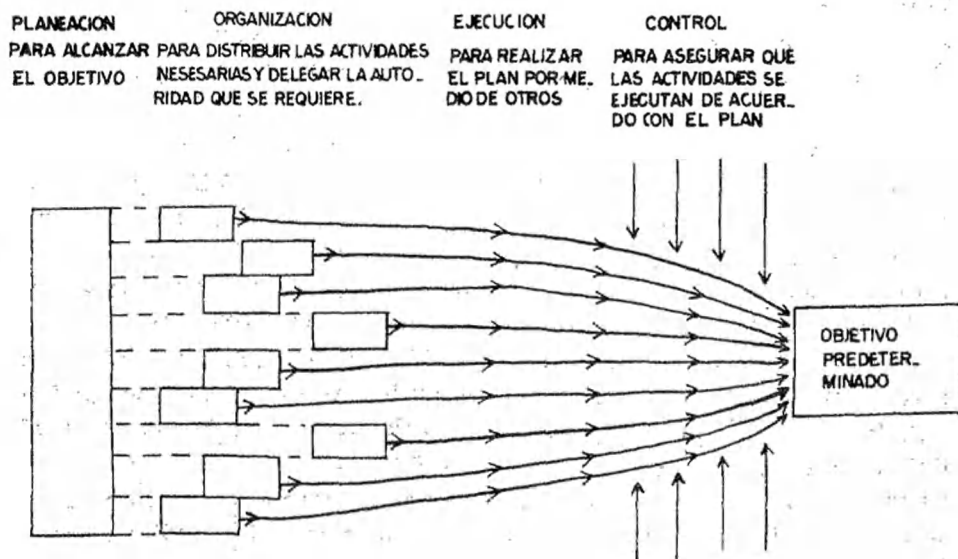 PLANEACION
PARA ALCANZAR
EL OBJETIVO
ORGANIZACION
PARA DISTRIBUIR LAS ACTIVIDADES
NESESARIAS Y DELEGAR LA AUTO_
RIDAD QUE SE REQUIERE.
EJECUCION
PARA REALIZAR
EL PLAN POR ME_
DIO DE OTROS
CONTROL
PARA ASEGURAR QUE
LAS ACTIVIDADES SE
EJECUTAN DE ACUER_
DO CON EL PLAN
OBJETIVO
PREDETER_
MINADO